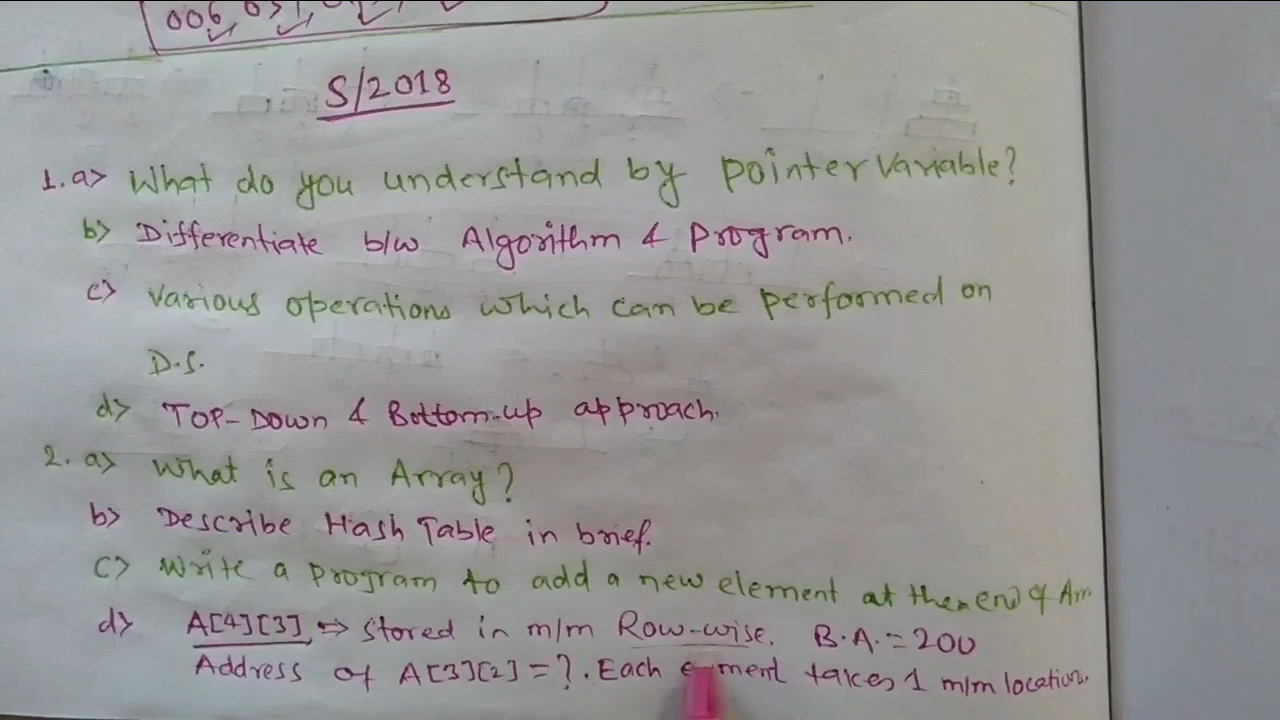 006
S/2018
1. a> What do you understand by pointer variable?
b> Differentiate b/w Algorithm & Program.
c> Various operations which can be performed on
D.S.
d> TOP-Down & Bottom-up approach.
2. a> What is an Array?
b> Describe Hash Table in brief.
c> Write a program to add a new element at the end of
d> A[4][3] => stored in m/m Row-wise. B.A. = 200
Address of A[3][2] = ?. Each takes 1 m/m location.